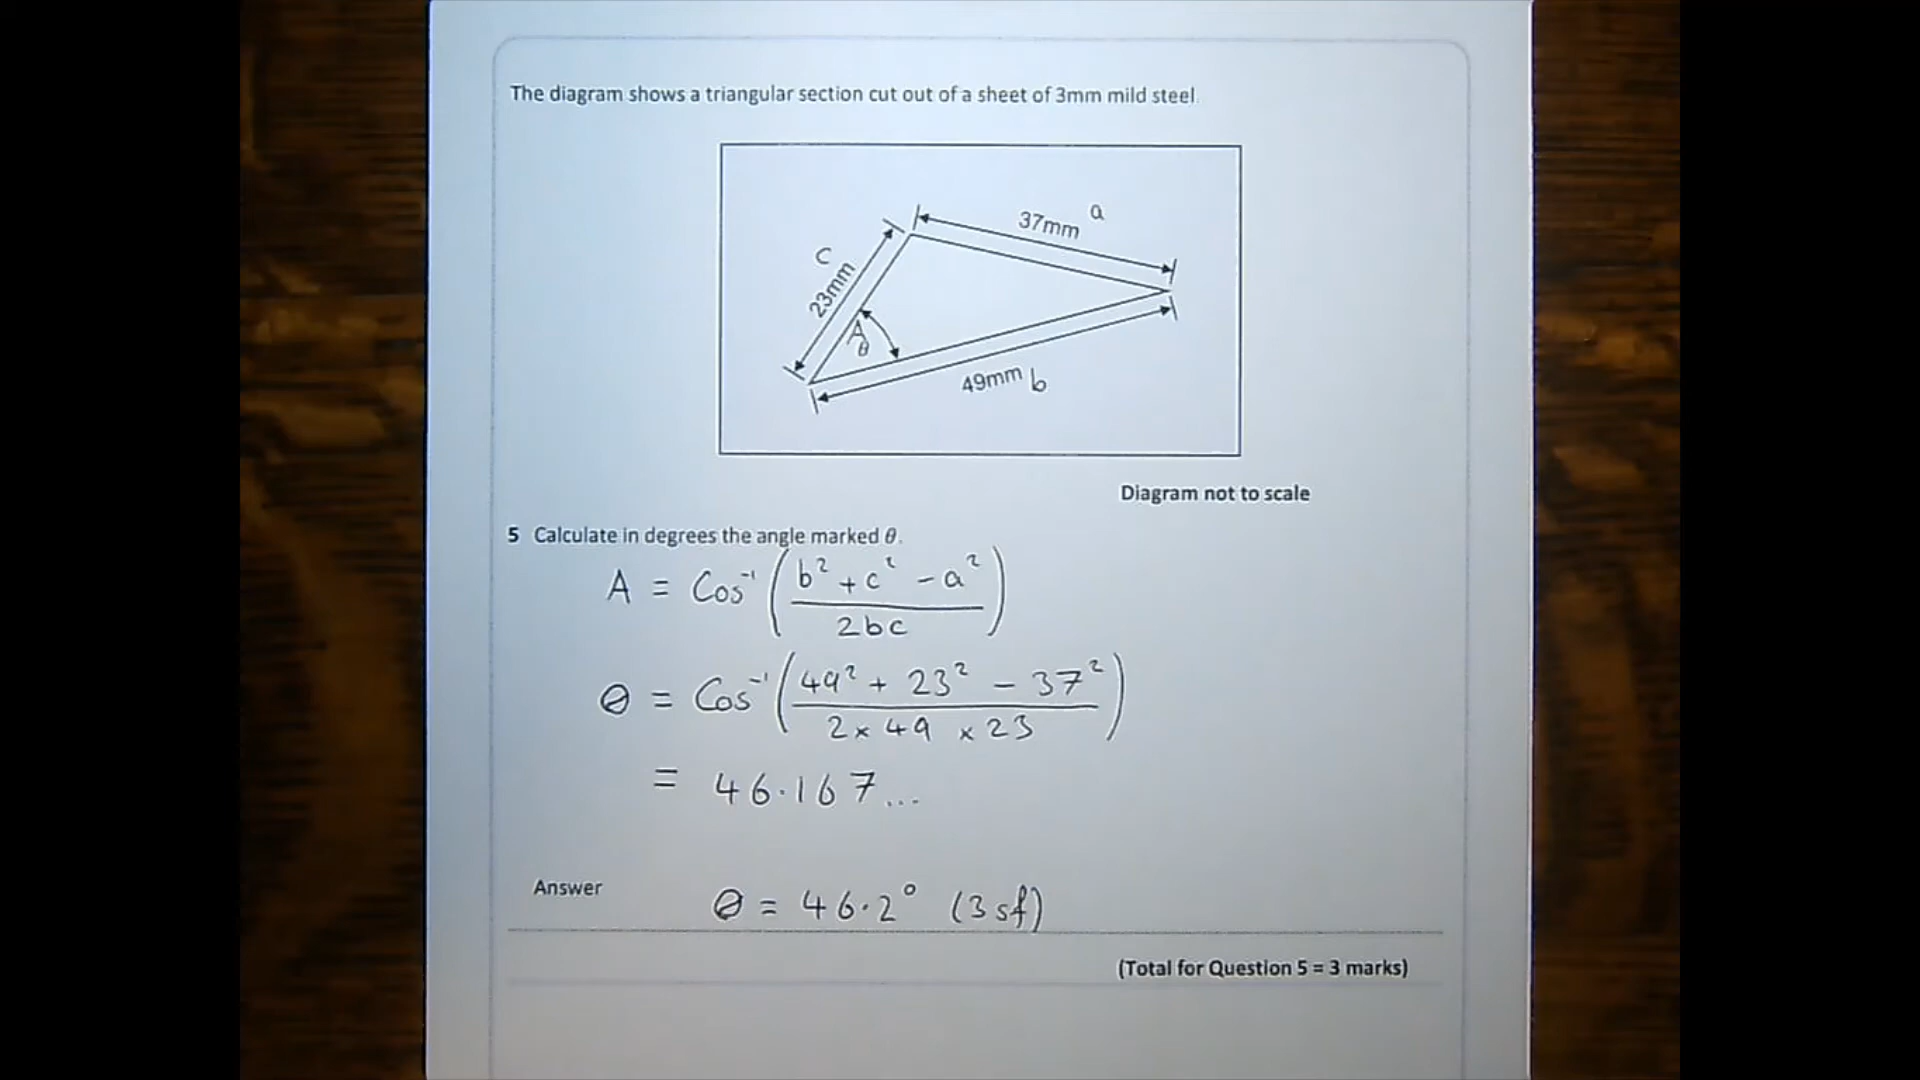 The diagram shows a triangular section cut out of a sheet of 3mm mild steel.
37mm a
c
23mm
A
θ
49mm b
Diagram not to scale
5 Calculate in degrees the angle marked θ.
A = Cos⁻¹ ( b² + c² - a² / 2bc )
θ = Cos⁻¹ ( 49² + 23² - 37² / 2 × 49 × 23 )
= 46.167...
Answer θ = 46.2° (3 sf)
(Total for Question 5 = 3 marks)